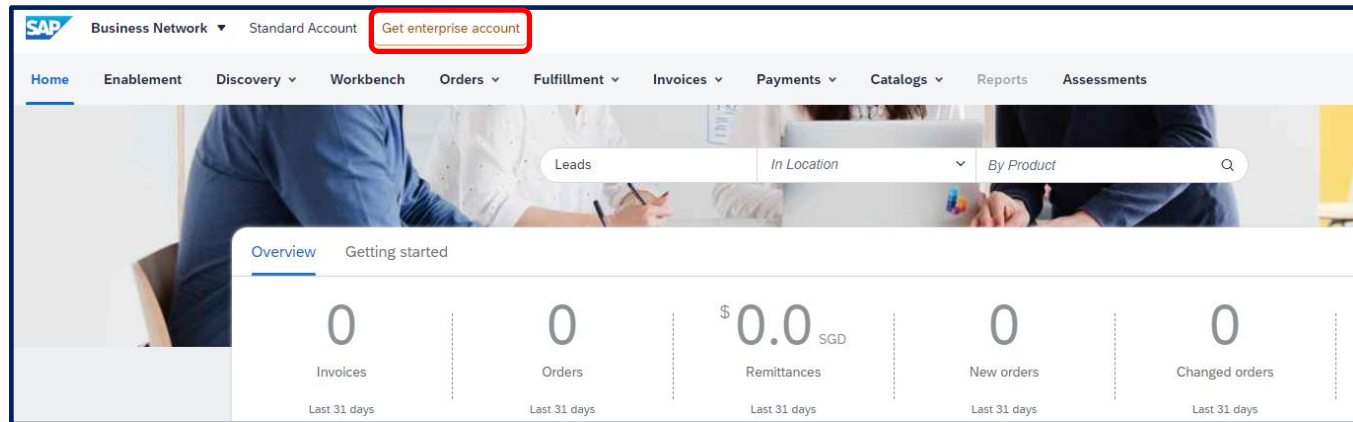 SAP Business Network Standard Account Get enterprise account
Home Enablement Discovery Workbench Orders Fulfillment Invoices Payments Catalogs Reports Assessments
Leads In Location By Product
Overview Getting started
0 0 $ 0.0 SGD 0 0
Invoices Orders Remittances New orders Changed orders
Last 31 days Last 31 days Last 31 days Last 31 days Last 31 days